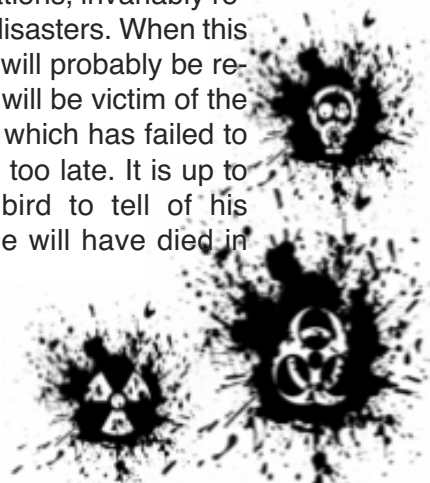 ations, invariably re-
disasters. When this
will probably be re-
will be victim of the
which has failed to
too late. It is up to
bird to tell of his
e will have died in